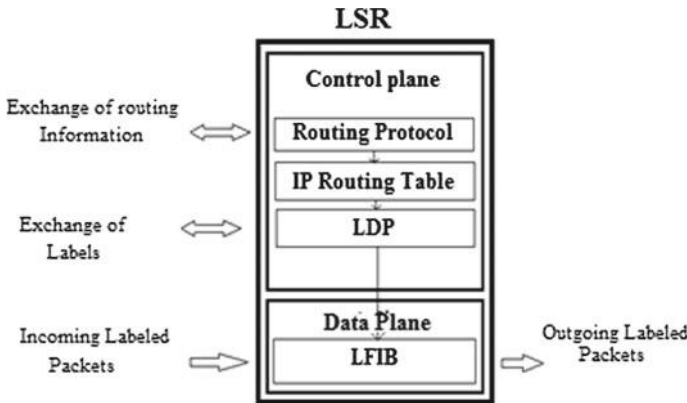 LSR
Control plane
Exchange of routing
Information
Routing Protocol
IP Routing Table
Exchange of
Labels
LDP
Data Plane
Incoming Labeled
Packets
LFIB
Outgoing Labeled
Packets